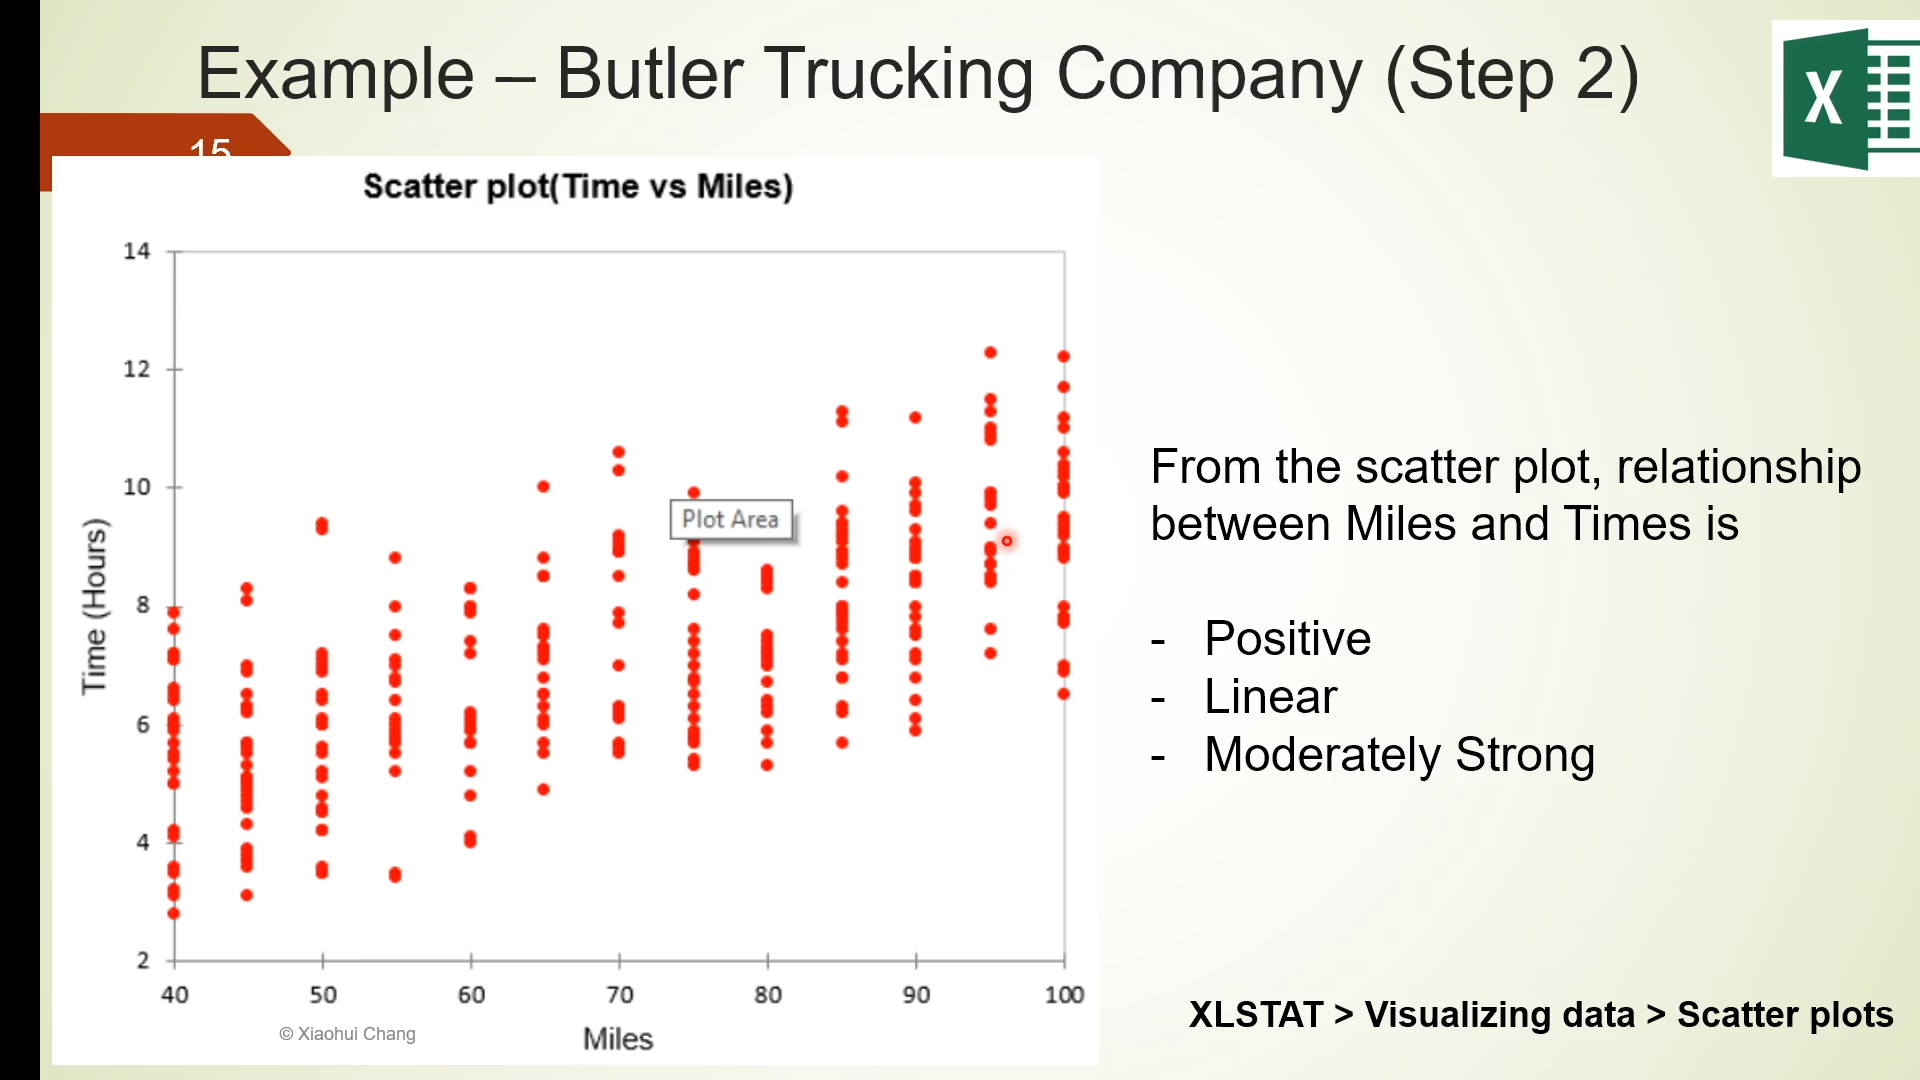 Example – Butler Trucking Company (Step 2)
X
15
Scatter plot(Time vs Miles)
14
12
10
8
6
4
2
Time (Hours)
Plot Area
40 50 60 70 80 90 100
Miles
© Xiaohui Chang
From the scatter plot, relationship
between Miles and Times is
- Positive
- Linear
- Moderately Strong
XLSTAT > Visualizing data > Scatter plots